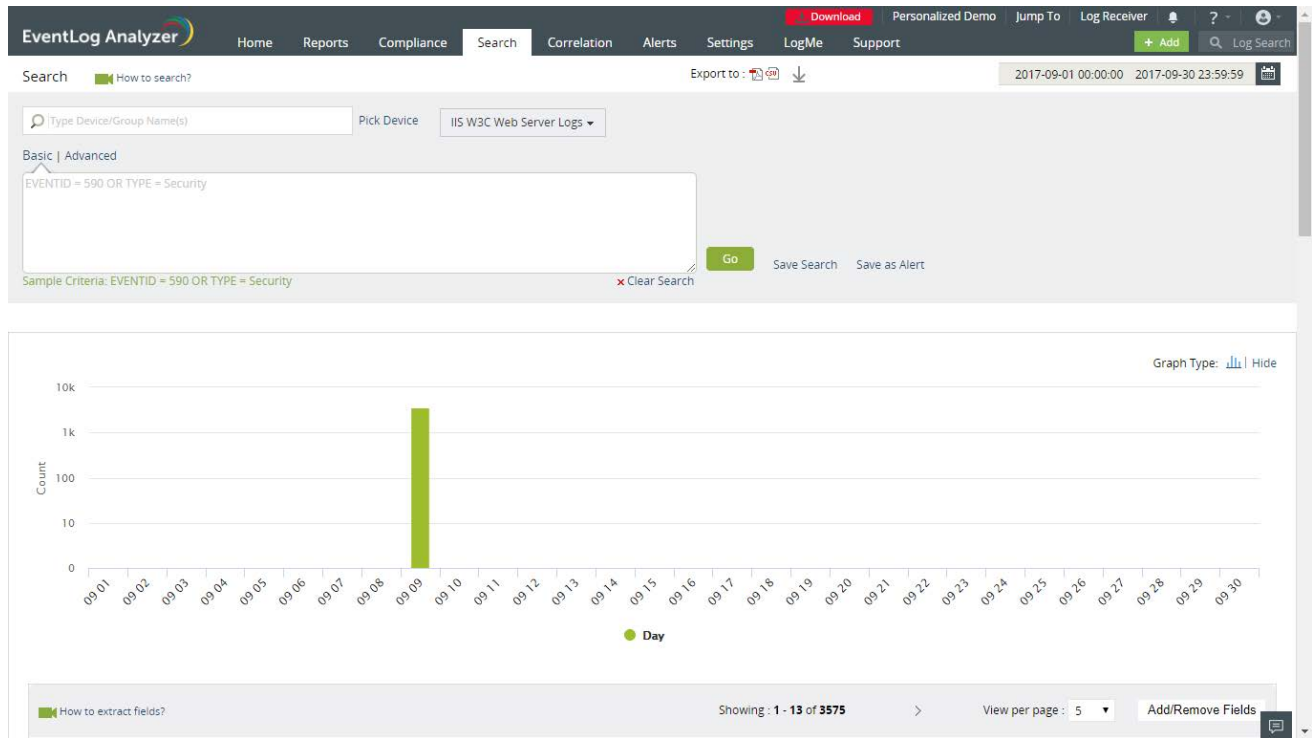 Download Personalized Demo Jump To Log Receiver ?
EventLog Analyzer Home Reports Compliance Search Correlation Alerts Settings LogMe Support + Add Log Search
Search How to search? Export to : 2017-09-01 00:00:00 2017-09-30 23:59:59
Type Device/Group Name(s) Pick Device IIS W3C Web Server Logs
Basic | Advanced
EVENTID = 590 OR TYPE = Security
Go Save Search Save as Alert
Sample Criteria: EVENTID = 590 OR TYPE = Security x Clear Search
Graph Type: | Hide
10k
1k
100
10
0
Count
09 01 09 02 09 03 09 04 09 05 09 06 09 07 09 08 09 09 09 10 09 11 09 12 09 13 09 14 09 15 09 16 09 17 09 18 09 19 09 20 09 21 09 22 09 23 09 24 09 25 09 26 09 27 09 28 09 29 09 30
Day
How to extract fields? Showing : 1 - 13 of 3575 > View per page : 5 Add/Remove Fields